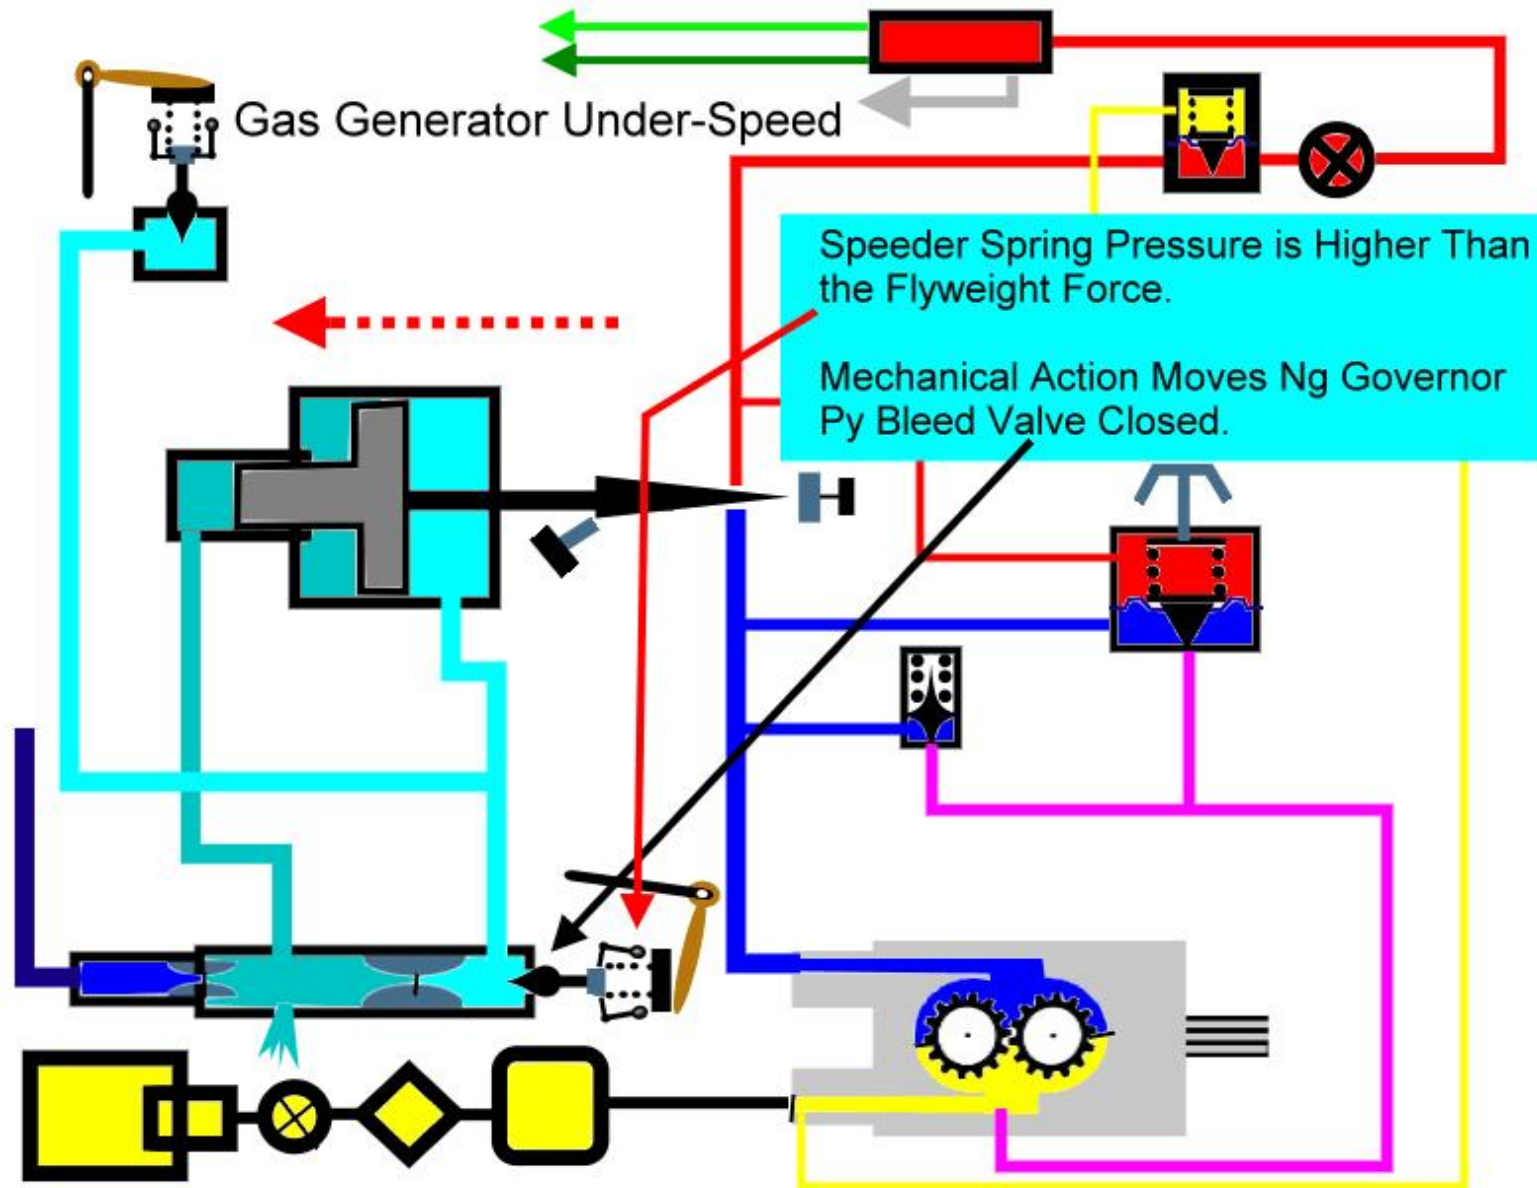 Gas Generator Under-Speed
Speeder Spring Pressure is Higher Than
the Flyweight Force.
Mechanical Action Moves Ng Governor
Py Bleed Valve Closed.